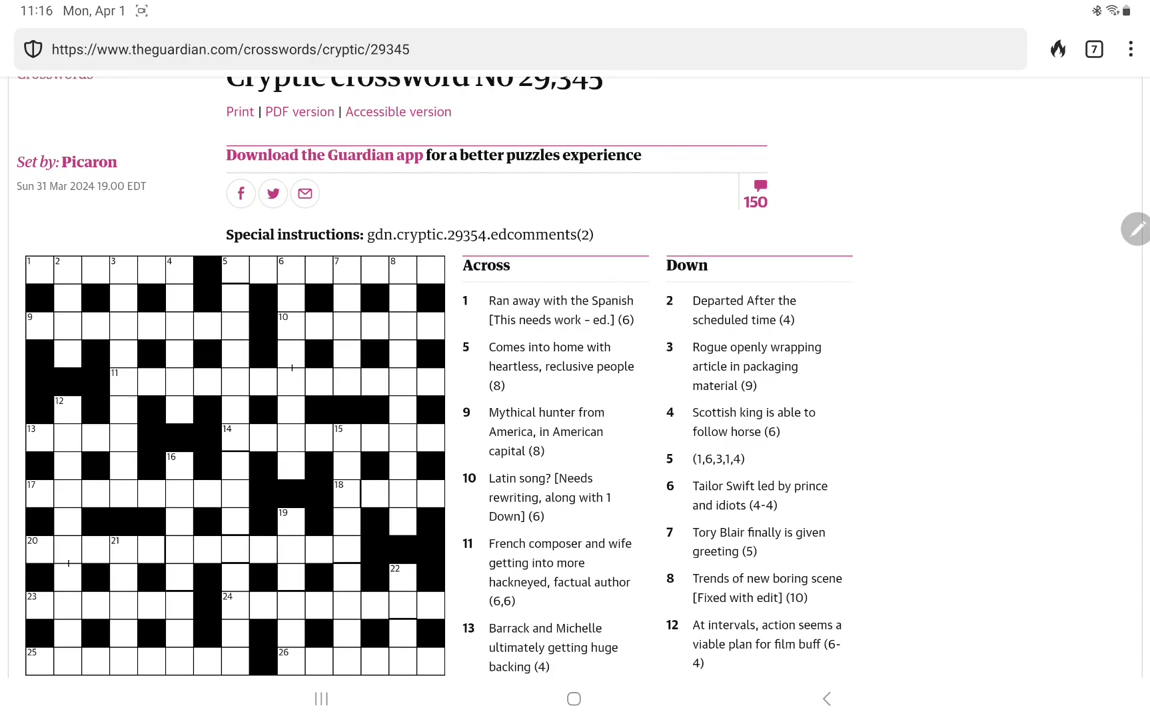 11:16 Mon, Apr 1
https://www.theguardian.com/crosswords/cryptic/29345
7
Crosswords
Cryptic crossword No 29,345
Print | PDF version | Accessible version
Set by: Picaron
Sun 31 Mar 2024 19.00 EDT
Download the Guardian app for a better puzzles experience
150
Special instructions: gdn.cryptic.29354.edcomments(2)
1 2 3 4 5 6 7 8
9 10
11
12
13 14 15
16
17 18
19
20 21
22
23 24
25 26
Across
1 Ran away with the Spanish
[This needs work – ed.] (6)
5 Comes into home with
heartless, reclusive people
(8)
9 Mythical hunter from
America, in American
capital (8)
10 Latin song? [Needs
rewriting, along with 1
Down] (6)
11 French composer and wife
getting into more
hackneyed, factual author
(6,6)
13 Barrack and Michelle
ultimately getting huge
backing (4)
Down
2 Departed After the
scheduled time (4)
3 Rogue openly wrapping
article in packaging
material (9)
4 Scottish king is able to
follow horse (6)
5 (1,6,3,1,4)
6 Tailor Swift led by prince
and idiots (4-4)
7 Tory Blair finally is given
greeting (5)
8 Trends of new boring scene
[Fixed with edit] (10)
12 At intervals, action seems a
viable plan for film buff (6-
4)